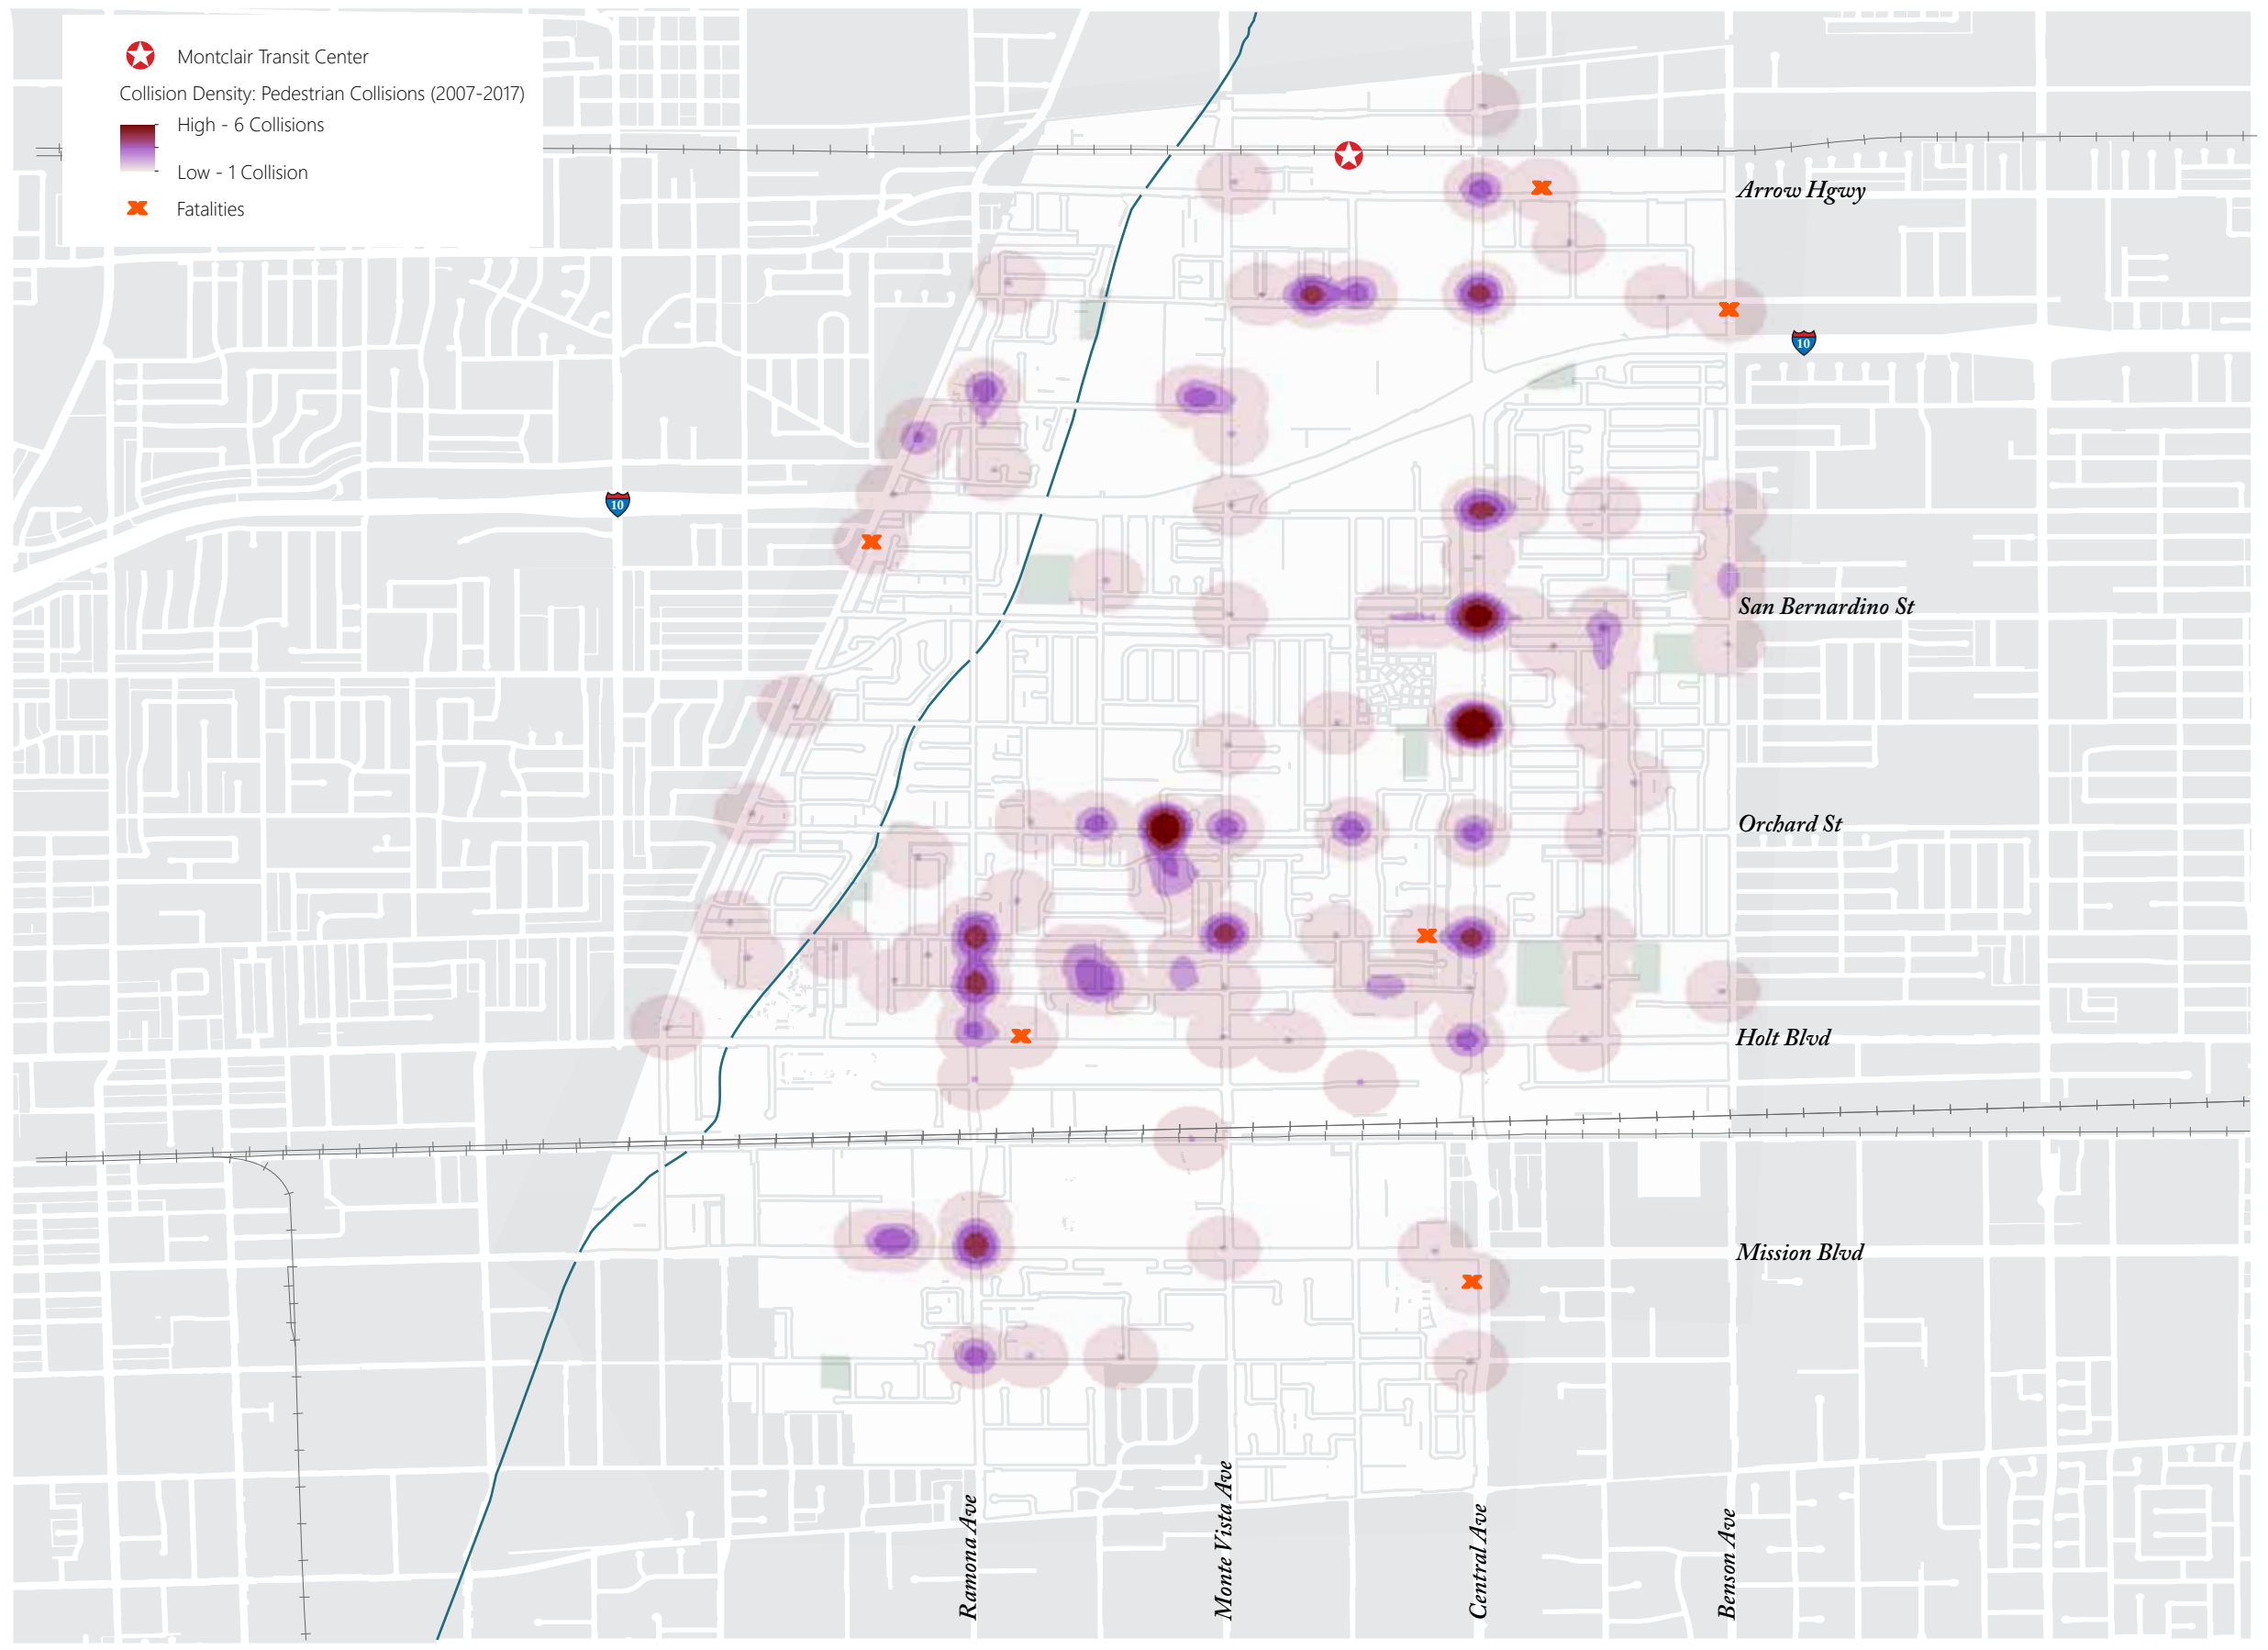 Montclair Transit Center
Collision Density: Pedestrian Collisions (2007-2017)
High - 6 Collisions
Low - 1 Collision
Fatalities
Arrow Hgwy
10
10
San Bernardino St
Orchard St
Holt Blvd
Mission Blvd
Ramona Ave
Monte Vista Ave
Central Ave
Benson Ave